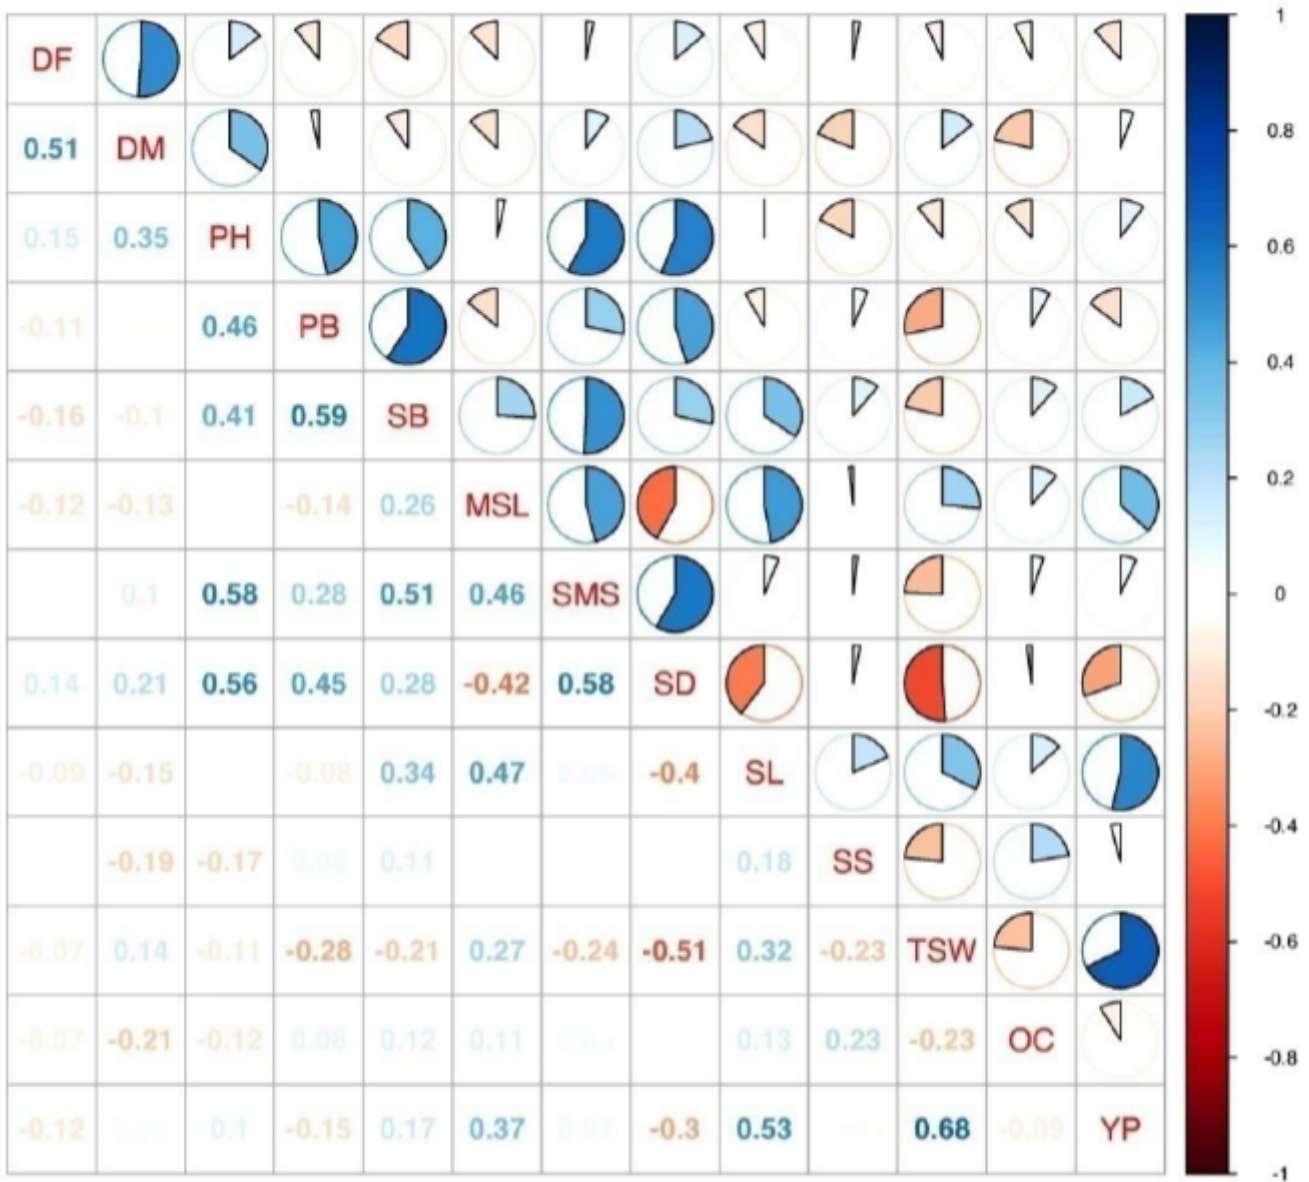 DF 1
0.51 DM 0.8
0.15 0.35 PH 0.6
-0.11 0.46 PB 0.4
-0.16 -0.1 0.41 0.59 SB
-0.12 -0.13 -0.14 0.26 MSL 0.2
0.1 0.58 0.28 0.51 0.46 SMS 0
0.14 0.21 0.56 0.45 0.28 -0.42 0.58 SD -0.2
-0.09 -0.15 -0.08 0.34 0.47 -0.4 SL
-0.19 -0.17 0.11 0.18 SS -0.4
-0.07 0.14 -0.11 -0.28 -0.21 0.27 -0.24 -0.51 0.32 -0.23 TSW -0.6
-0.07 -0.21 -0.12 0.08 0.12 0.11 0.13 0.23 -0.23 OC -0.8
-0.12 0.1 -0.15 0.17 0.37 0.07 -0.3 0.53 0.68 -0.09 YP
-1